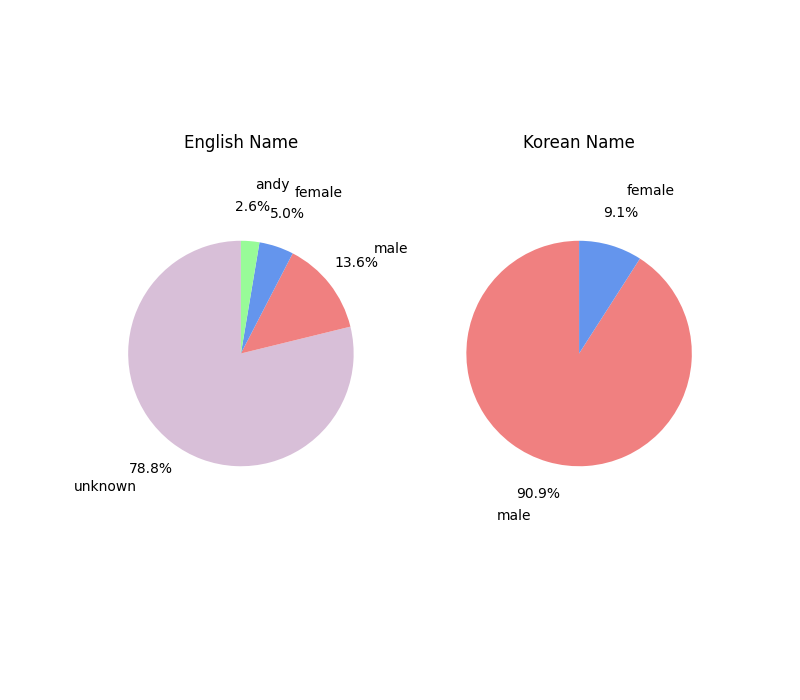 English Name
andy
2.6%
female
5.0%
male
13.6%
78.8%
unknown
Korean Name
female
9.1%
90.9%
male